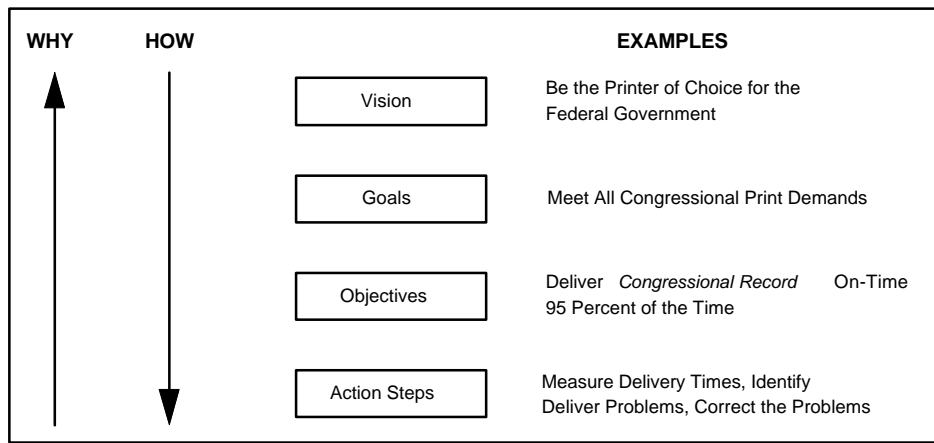 WHY HOW EXAMPLES
Vision
Be the Printer of Choice for the
Federal Government
Goals
Meet All Congressional Print Demands
Objectives
Deliver Congressional Record On-Time
95 Percent of the Time
Action Steps
Measure Delivery Times, Identify
Deliver Problems, Correct the Problems